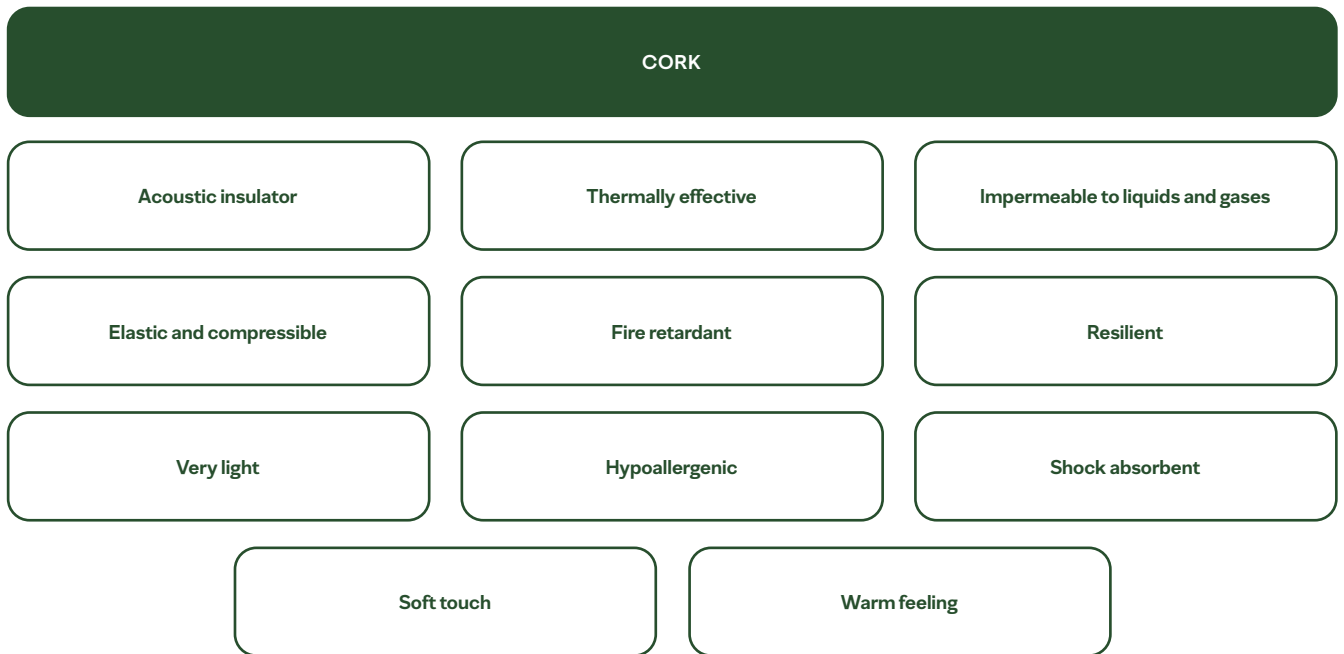 CORK
Acoustic insulator
Thermally effective
Impermeable to liquids and gases
Elastic and compressible
Fire retardant
Resilient
Very light
Hypoallergenic
Shock absorbent
Soft touch
Warm feeling